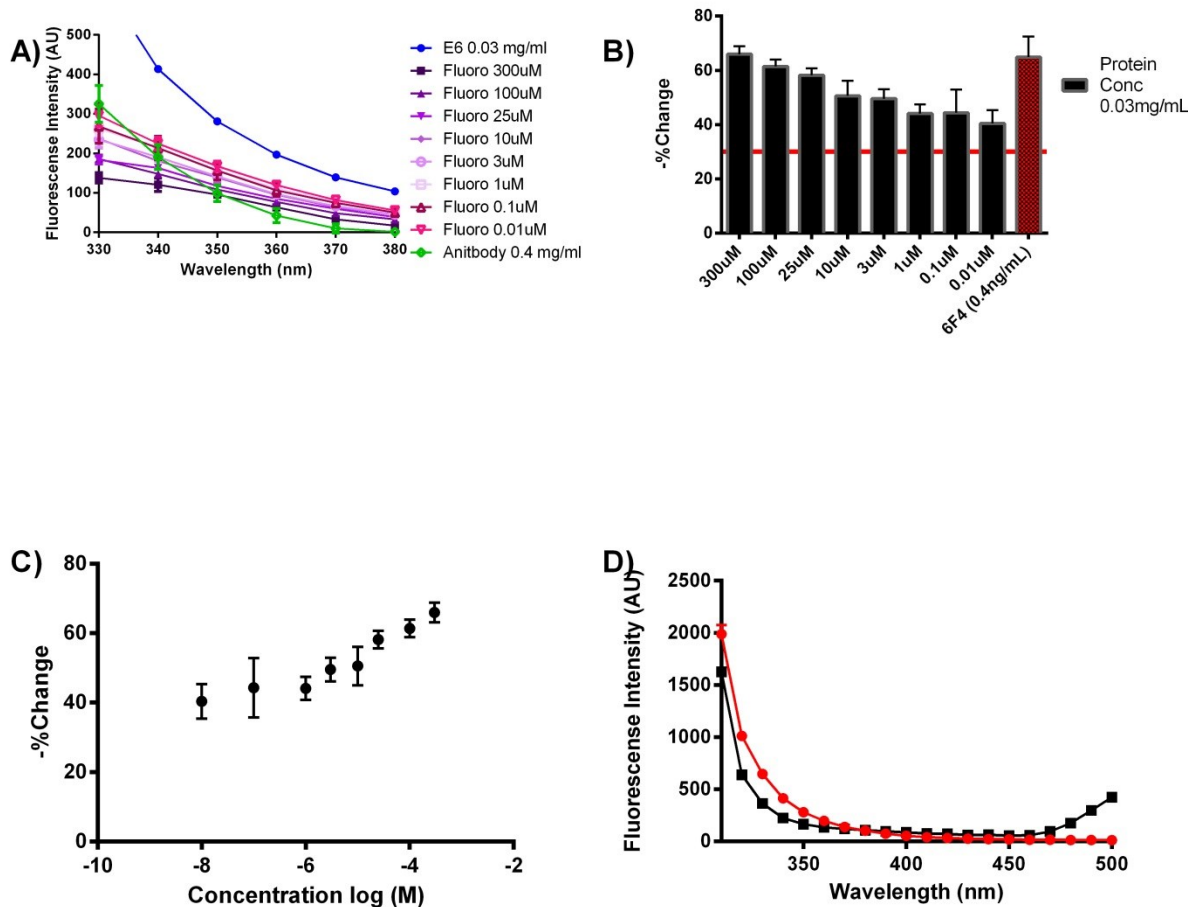 A)
Fluorescense Intensity (AU)
500
400
300
200
100
0
330 340 350 360 370 380
Wavelength (nm)
E6 0.03 mg/ml
Fluoro 300uM
Fluoro 100uM
Fluoro 25uM
Fluoro 10uM
Fluoro 3uM
Fluoro 1uM
Fluoro 0.1uM
Fluoro 0.01uM
Anitbody 0.4 mg/ml
B)
-%Change
80
60
40
20
0
300uM
100uM
25uM
10uM
3uM
1uM
0.1uM
0.01uM
6F4 (0.4ng/mL)
Protein
Conc
0.03mg/mL
C)
-%Change
80
60
40
20
0
-10 -8 -6 -4 -2
Concentration log (M)
D)
Fluorescense Intensity (AU)
2500
2000
1500
1000
500
0
350 400 450 500
Wavelength (nm)